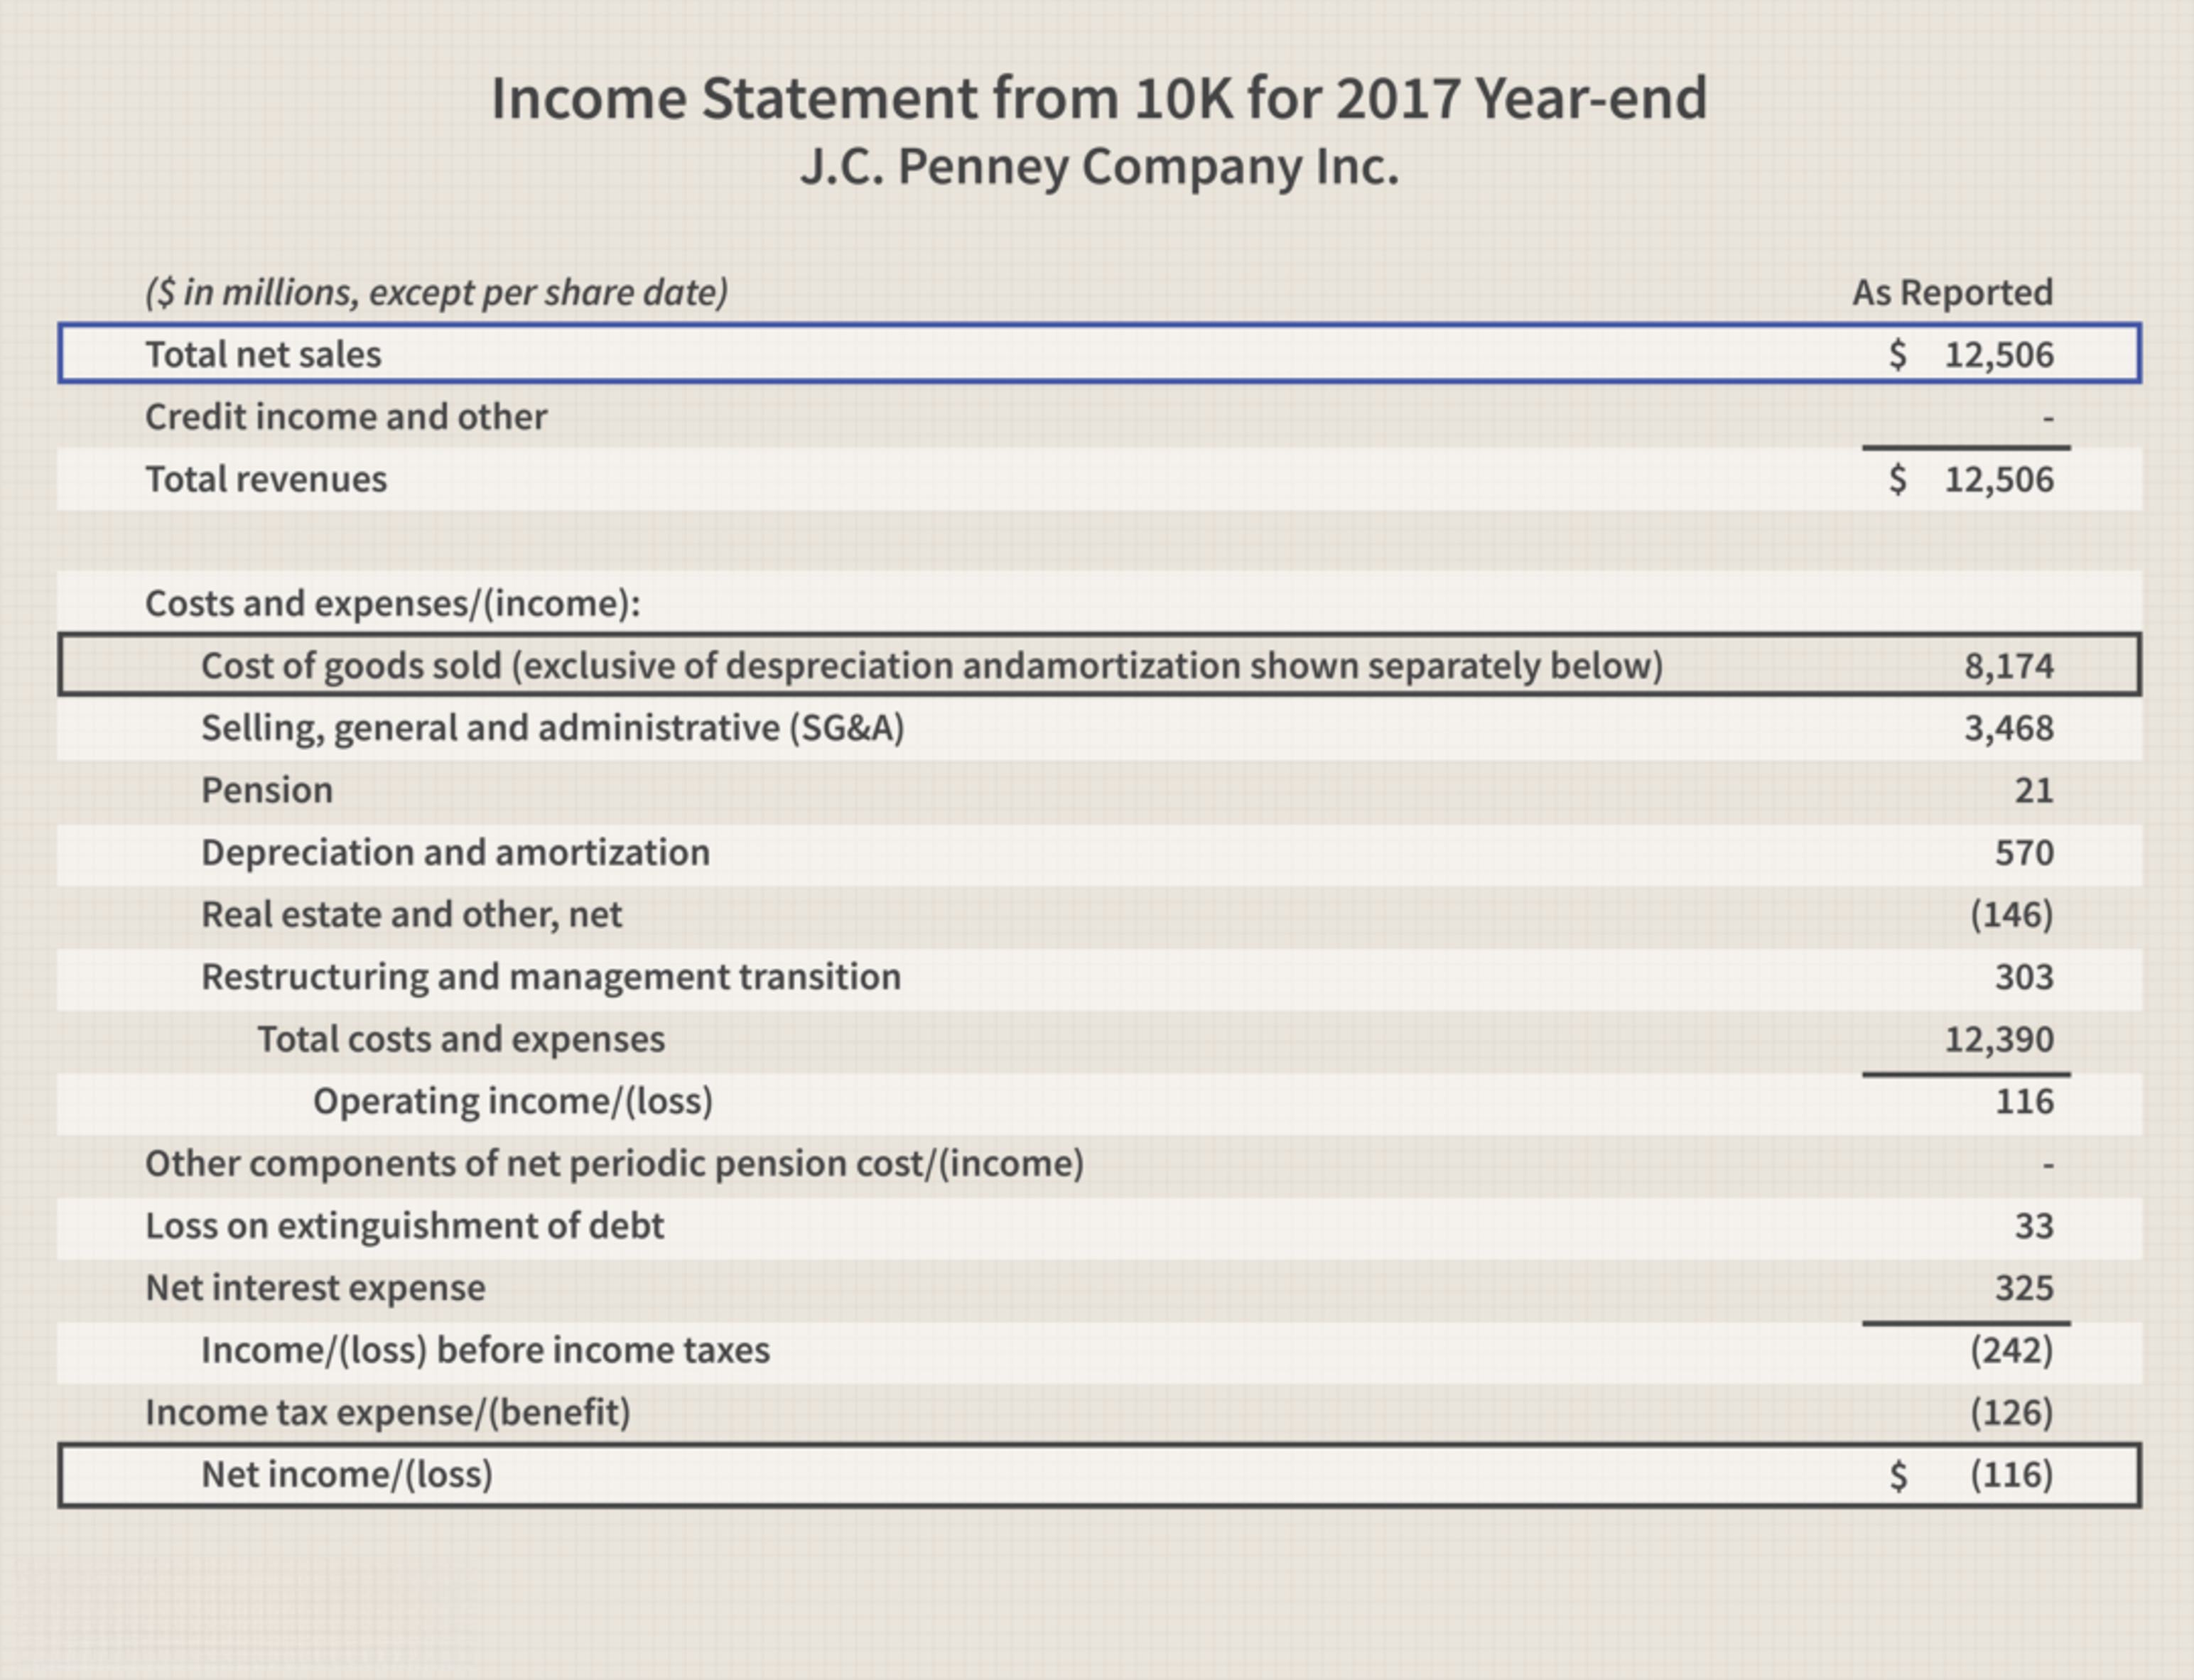 Income Statement from 10K for 2017 Year-end
J.C. Penney Company Inc.
($ in millions, except per share date) As Reported
Total net sales $ 12,506
Credit income and other -
Total revenues $ 12,506
Costs and expenses/(income):
Cost of goods sold (exclusive of despreciation andamortization shown separately below) 8,174
Selling, general and administrative (SG&A) 3,468
Pension 21
Depreciation and amortization 570
Real estate and other, net (146)
Restructuring and management transition 303
Total costs and expenses 12,390
Operating income/(loss) 116
Other components of net periodic pension cost/(income) -
Loss on extinguishment of debt 33
Net interest expense 325
Income/(loss) before income taxes (242)
Income tax expense/(benefit) (126)
Net income/(loss) $ (116)